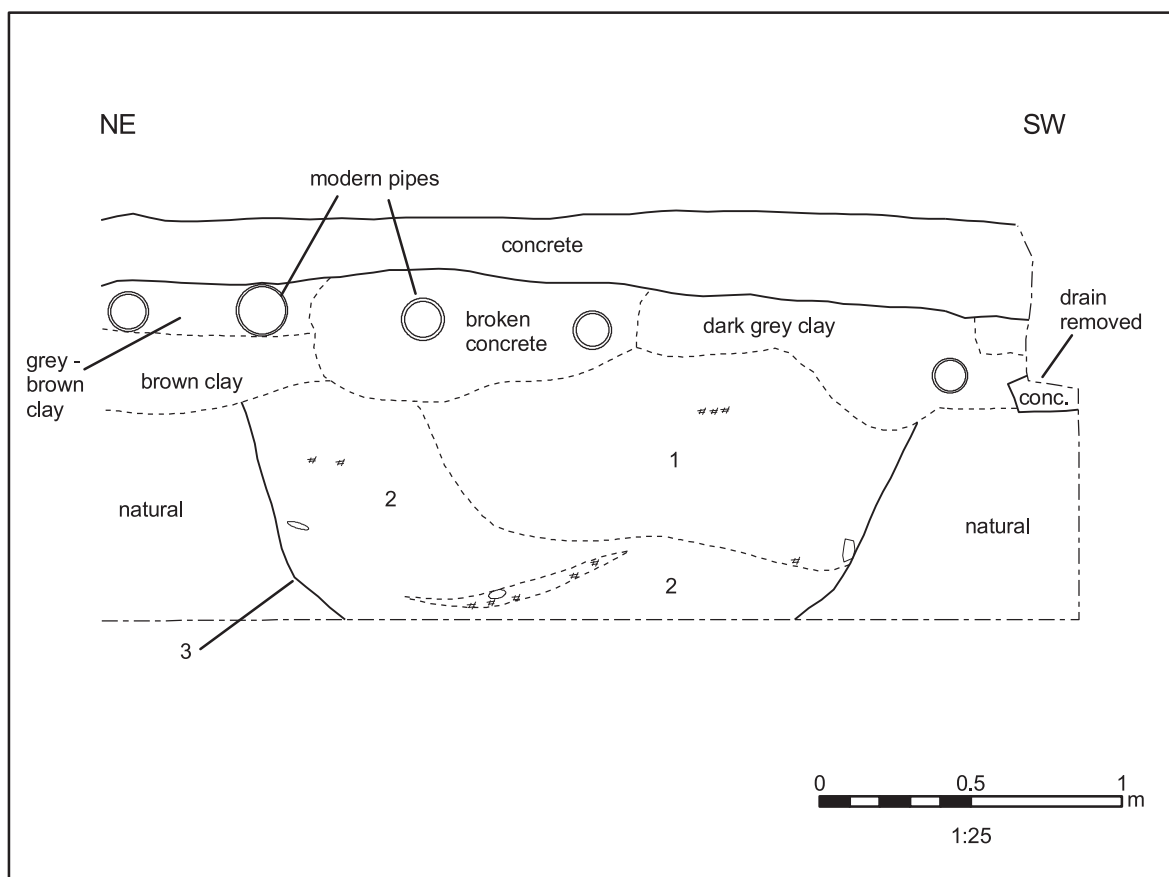 NE
SW
modern pipes
concrete
drain
removed
broken
concrete
dark grey clay
grey -
brown
clay
brown clay
conc.
1
2
natural
natural
2
3
0 0.5 1
m
1:25